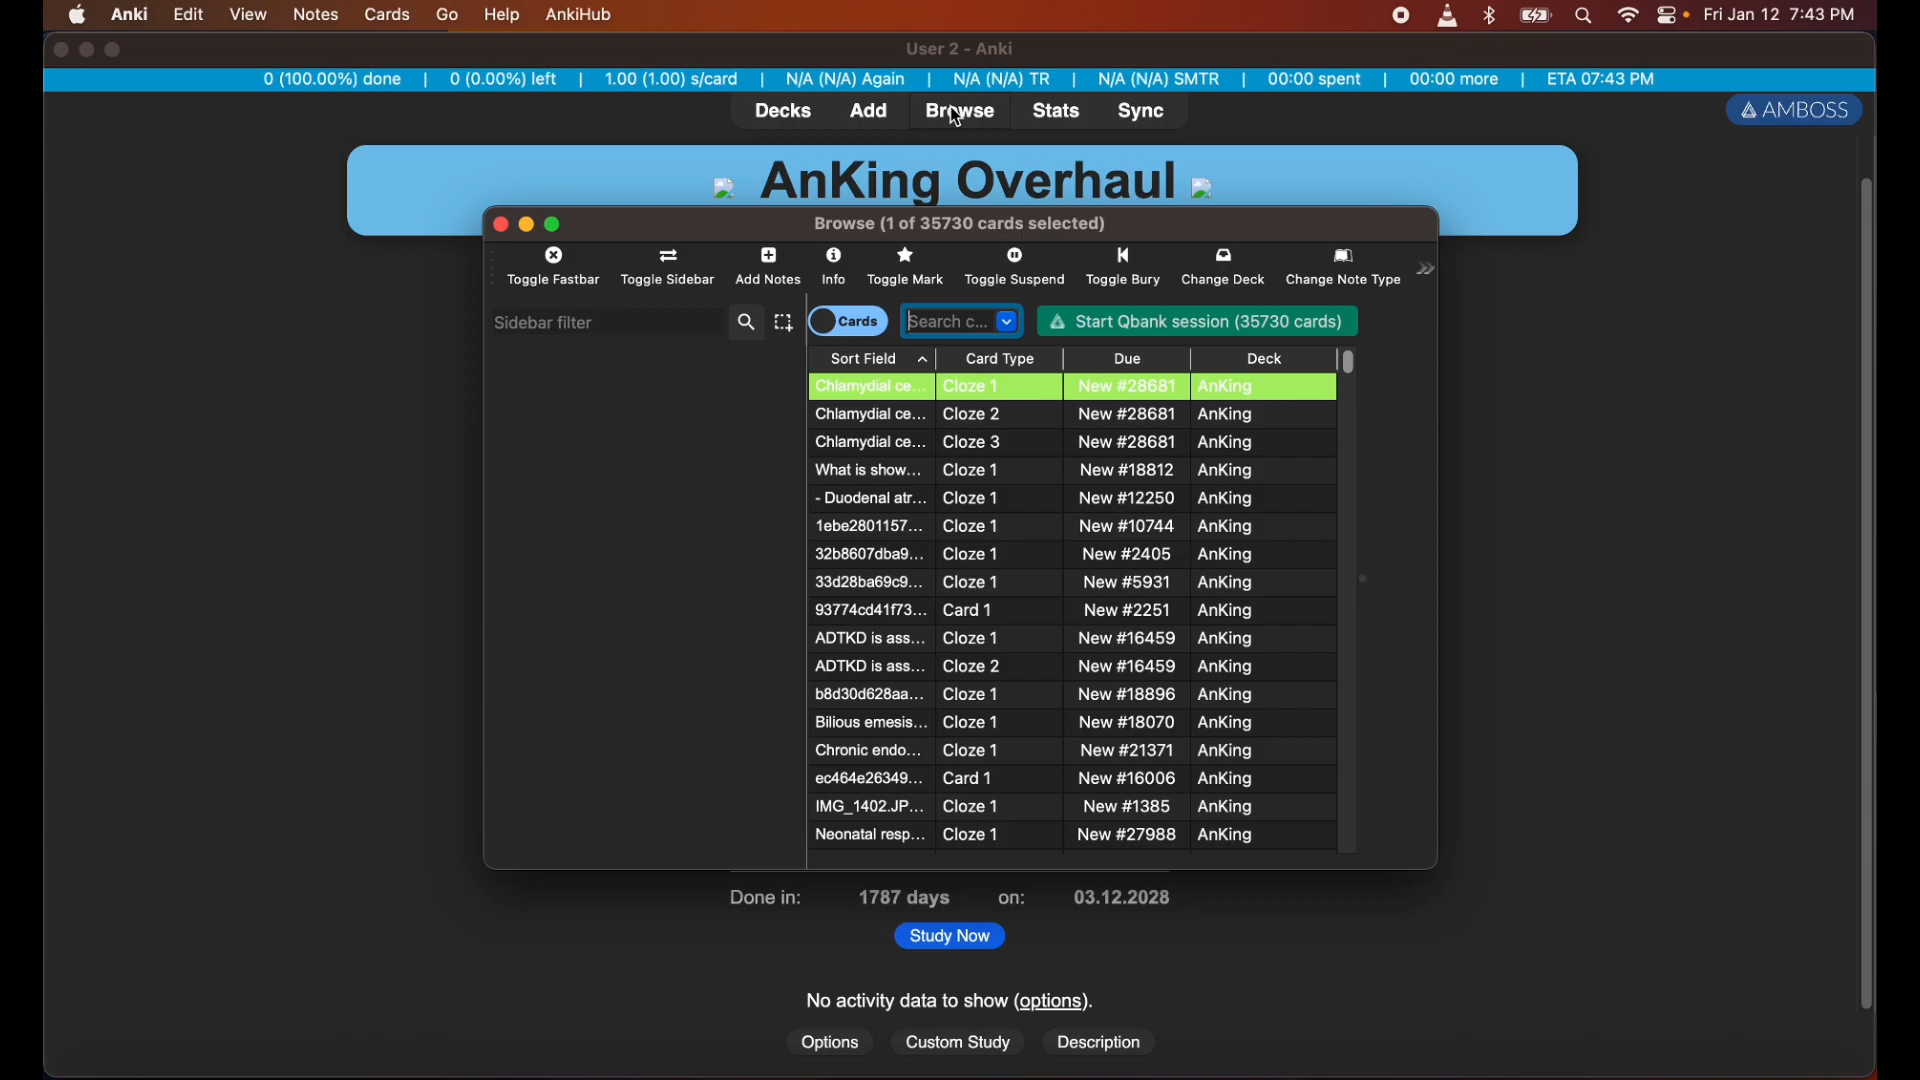 Anki Edit View Notes Cards Go Help AnkiHub Fri Jan 12 7:43 PM
User 2 - Anki
0 (100.00%) done | 0 (0.00%) left | 1.00 (1.00) s/card | N/A (N/A) Again | N/A (N/A) TR | N/A (N/A) SMTR | 00:00 spent | 00:00 more | ETA 07:43 PM
Decks Add Browse Stats Sync AMBOSS
AnKing Overhaul
Browse (1 of 35730 cards selected)
Toggle Fastbar Toggle Sidebar Add Notes Info Toggle Mark Toggle Suspend Toggle Bury Change Deck Change Note Type
Sidebar filter Cards Search c... Start Qbank session (35730 cards)
Sort Field Card Type Due Deck
Chlamydial ce... Cloze 1 New #28681 AnKing
Chlamydial ce... Cloze 2 New #28681 AnKing
Chlamydial ce... Cloze 3 New #28681 AnKing
What is show... Cloze 1 New #18812 AnKing
- Duodenal atr... Cloze 1 New #12250 AnKing
1ebe2801157... Cloze 1 New #10744 AnKing
32b8607dba9... Cloze 1 New #2405 AnKing
33d28ba69c9... Cloze 1 New #5931 AnKing
93774cd41f73... Card 1 New #2251 AnKing
ADTKD is ass... Cloze 1 New #16459 AnKing
ADTKD is ass... Cloze 2 New #16459 AnKing
b8d30d628aa... Cloze 1 New #18896 AnKing
Bilious emesis... Cloze 1 New #18070 AnKing
Chronic endo... Cloze 1 New #21371 AnKing
ec464e26349... Card 1 New #16006 AnKing
IMG_1402.JP... Cloze 1 New #1385 AnKing
Neonatal resp... Cloze 1 New #27988 AnKing
Done in: 1787 days on: 03.12.2028
Study Now
No activity data to show (options).
Options Custom Study Description